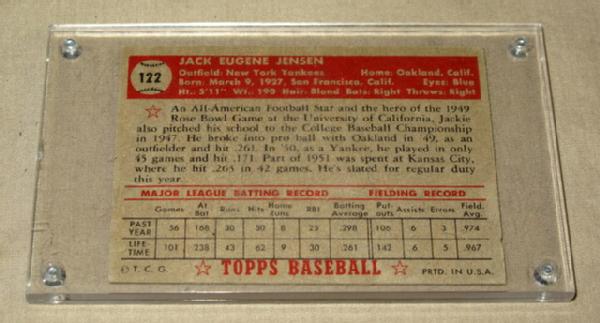 122
JACK EUGENE JENSEN
Outfield: New York Yankees Home: Oakland, Calif.
Born: March 9, 1927, San Francisco, Calif. Eyes: Blue
Ht.: 5'11" Wt.: 190 Hair: Blond Bats: Right Throws: Right
An All-American Football Star and the hero of the 1949
Rose Bowl Game at the University of California, Jackie
also pitched his school to the College Baseball Championship
in 1947. He broke into pro ball with Oakland in '49, as an
outfielder and hit .261. In '50, as a Yankee, he played in only
45 games and hit .171. Part of 1951 was spent at Kansas City,
where he hit .263 in 42 games. He's slated for regular duty
this year.
MAJOR LEAGUE BATTING RECORD FIELDING RECORD
Games At Bat Runs Hits Home Runs RBI Batting Average Put-outs Assists Errors Field. Avg.
PAST YEAR 56 168 30 50 8 25 .298 106 6 3 .974
LIFE-TIME 101 238 43 62 9 30 .261 142 6 5 .967
© T.C.G. TOPPS BASEBALL PRTD. IN U.S.A.